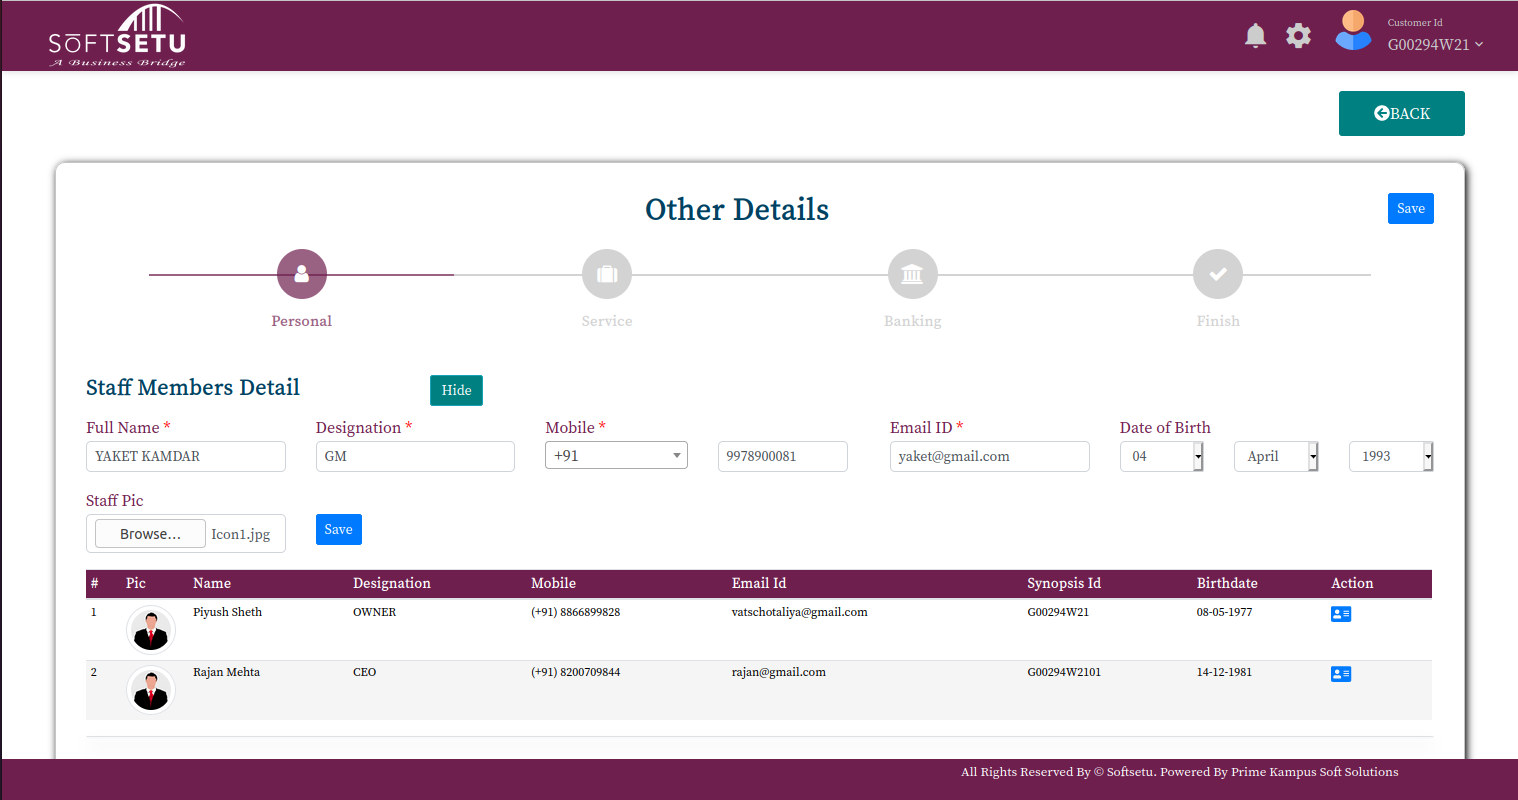 SOFTSETU
A Business Bridge
Customer Id
G00294W21
BACK
Other Details
Save
Personal Service Banking Finish
Staff Members Detail Hide
Full Name * Designation * Mobile * Email ID * Date of Birth
YAKET KAMDAR GM +91 9978900081 yaket@gmail.com 04 April 1993
Staff Pic
Browse... Icon1.jpg Save
# Pic Name Designation Mobile Email Id Synopsis Id Birthdate Action
1 Piyush Sheth OWNER (+91) 8866899828 vatschotaliya@gmail.com G00294W21 08-05-1977
2 Rajan Mehta CEO (+91) 8200709844 rajan@gmail.com G00294W2101 14-12-1981
All Rights Reserved By © Softsetu. Powered By Prime Kampus Soft Solutions